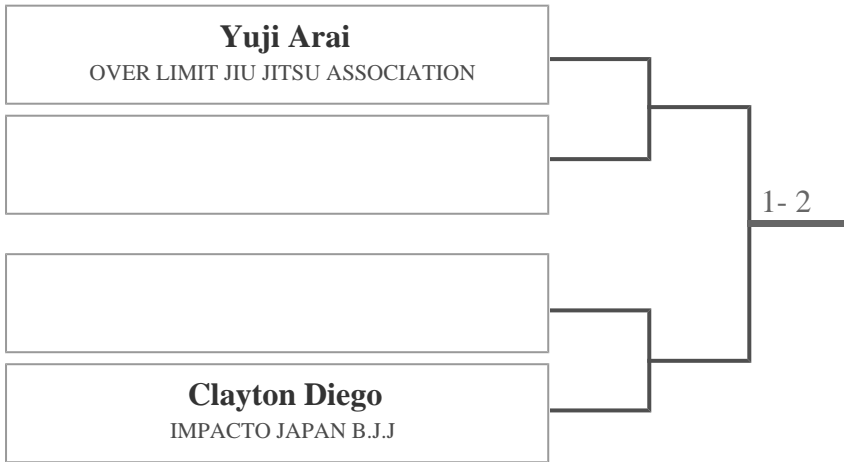 Yuji Arai
OVER LIMIT JIU JITSU ASSOCIATION
1- 2
Clayton Diego
IMPACTO JAPAN B.J.J